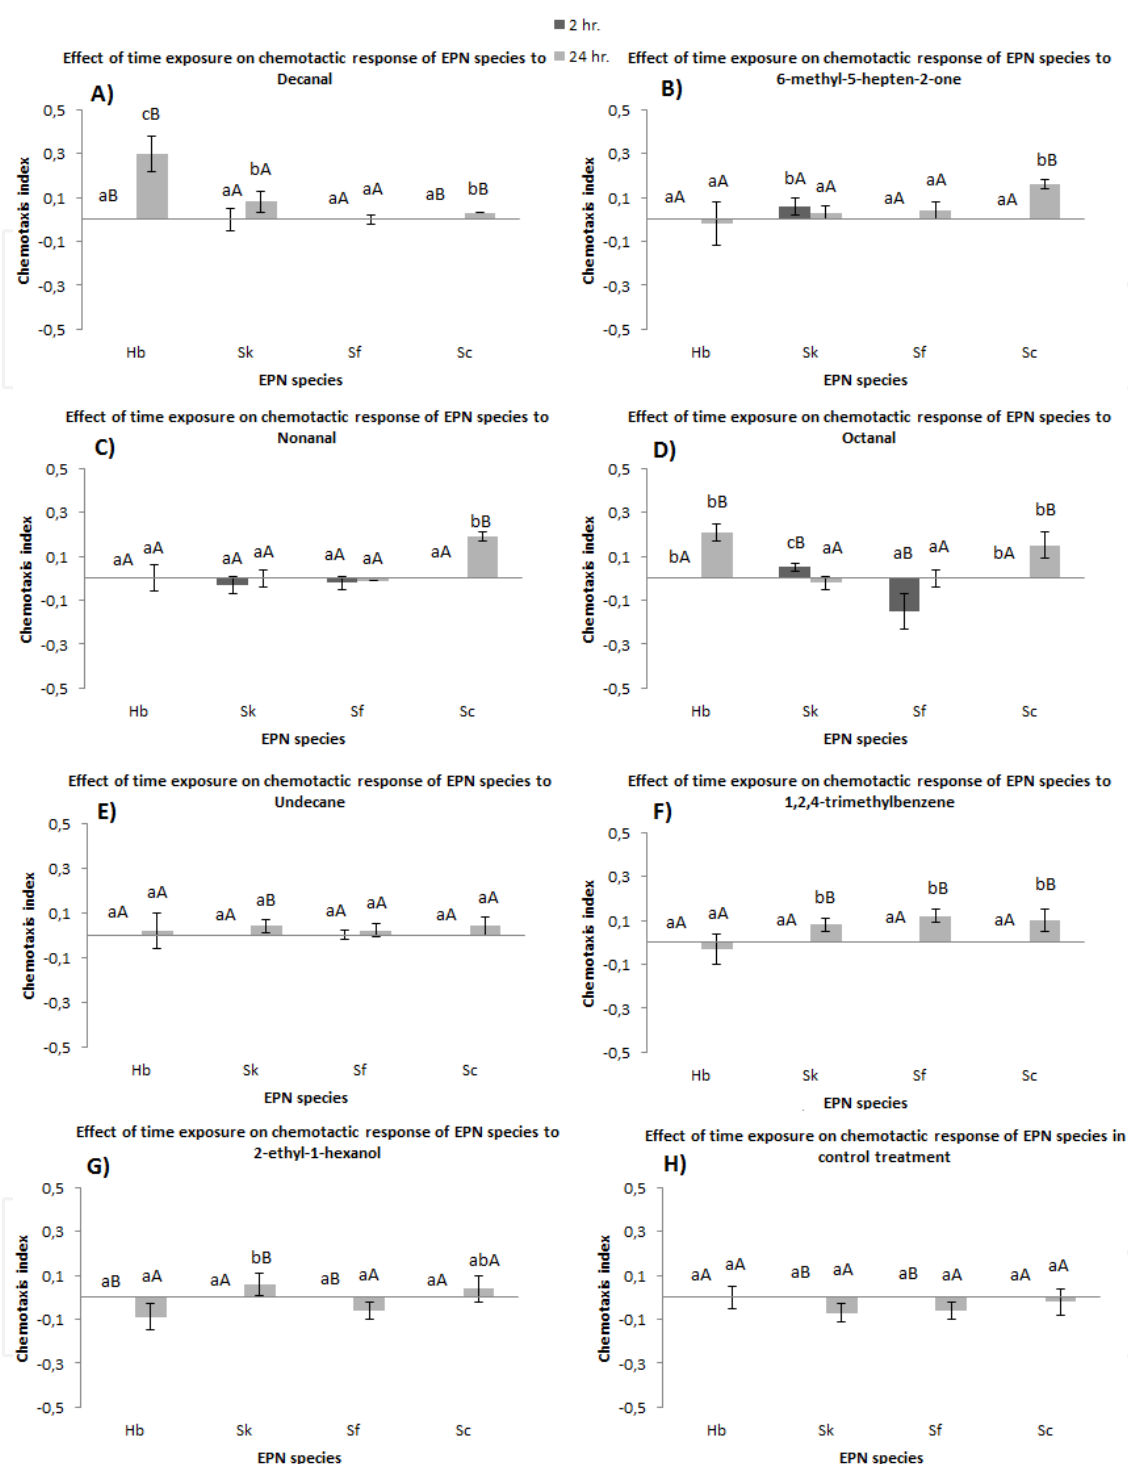 2 hr.
24 hr.
Effect of time exposure on chemotactic response of EPN species to
Decanal
A)
0,5
0,3
0,1
-0,1
-0,3
-0,5
Chemotaxis index
aB
cB
aA
bA
aA
aA
aB
bB
Hb
Sk
Sf
Sc
EPN species
Effect of time exposure on chemotactic response of EPN species to
6-methyl-5-hepten-2-one
B)
0,5
0,3
0,1
-0,1
-0,3
-0,5
Chemotaxis index
aA
aA
bA
aA
aA
aA
aA
bB
Hb
Sk
Sf
Sc
EPN species
Effect of time exposure on chemotactic response of EPN species to
Nonanal
C)
0,5
0,3
0,1
-0,1
-0,3
-0,5
Chemotaxis index
aA
aA
aA
aA
aA
aA
aA
bB
Hb
Sk
Sf
Sc
EPN species
Effect of time exposure on chemotactic response of EPN species to
Octanal
D)
0,5
0,3
0,1
-0,1
-0,3
-0,5
Chemotaxis index
bA
bB
cB
aA
aB
aA
bA
bB
Hb
Sk
Sf
Sc
EPN species
Effect of time exposure on chemotactic response of EPN species to
Undecane
E)
0,5
0,3
0,1
-0,1
-0,3
-0,5
Chemotaxis index
aA
aA
aA
aB
aA
aA
aA
aA
Hb
Sk
Sf
Sc
EPN species
Effect of time exposure on chemotactic response of EPN species to
1,2,4-trimethylbenzene
F)
0,5
0,3
0,1
-0,1
-0,3
-0,5
Chemotaxis index
aA
aA
aA
bB
aA
bB
aA
bB
Hb
Sk
Sf
Sc
EPN species
Effect of time exposure on chemotactic response of EPN species to
2-ethyl-1-hexanol
G)
0,5
0,3
0,1
-0,1
-0,3
-0,5
Chemotaxis index
aB
aA
aA
bB
aB
aA
aA
abA
Hb
Sk
Sf
Sc
EPN species
Effect of time exposure on chemotactic response of EPN species in
control treatment
H)
0,5
0,3
0,1
-0,1
-0,3
-0,5
Chemotaxis index
aA
aA
aB
aA
aB
aA
aA
aA
Hb
Sk
Sf
Sc
EPN species